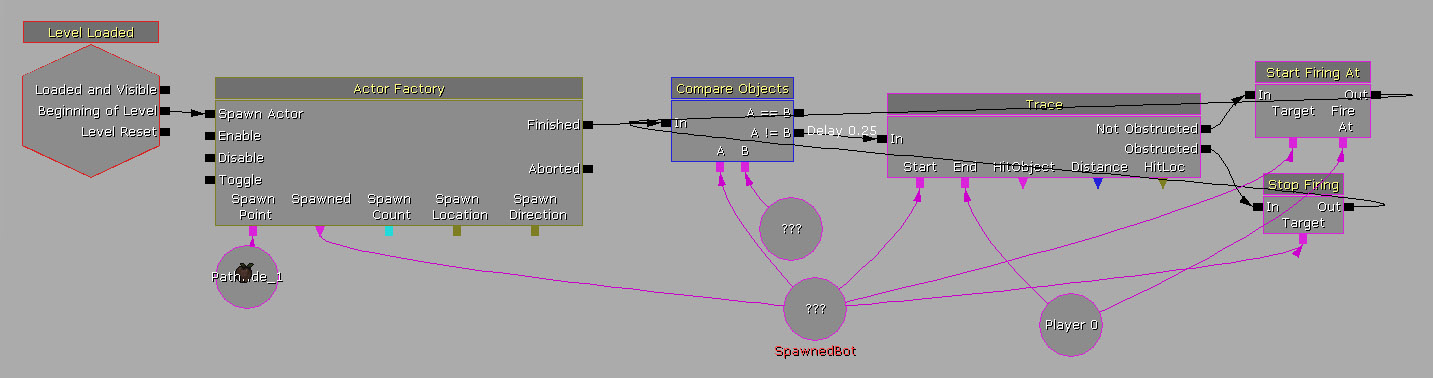 Level Loaded
Loaded and Visible
Beginning of Level
Level Reset
Actor Factory
Spawn Actor
Enable
Disable
Toggle
Finished
Aborted
Spawn Point
Spawned
Spawn Count
Spawn Location
Spawn Direction
Compare Objects
In
A == B
A != B
A B
Delay 0.25
Trace
In
Not Obstructed
Obstructed
Start End HitObject Distance HitLoc
Start Firing At
In Out
Target
Fire At
Stop Firing
In Out
Target
???
???
SpawnedBot
Player 0